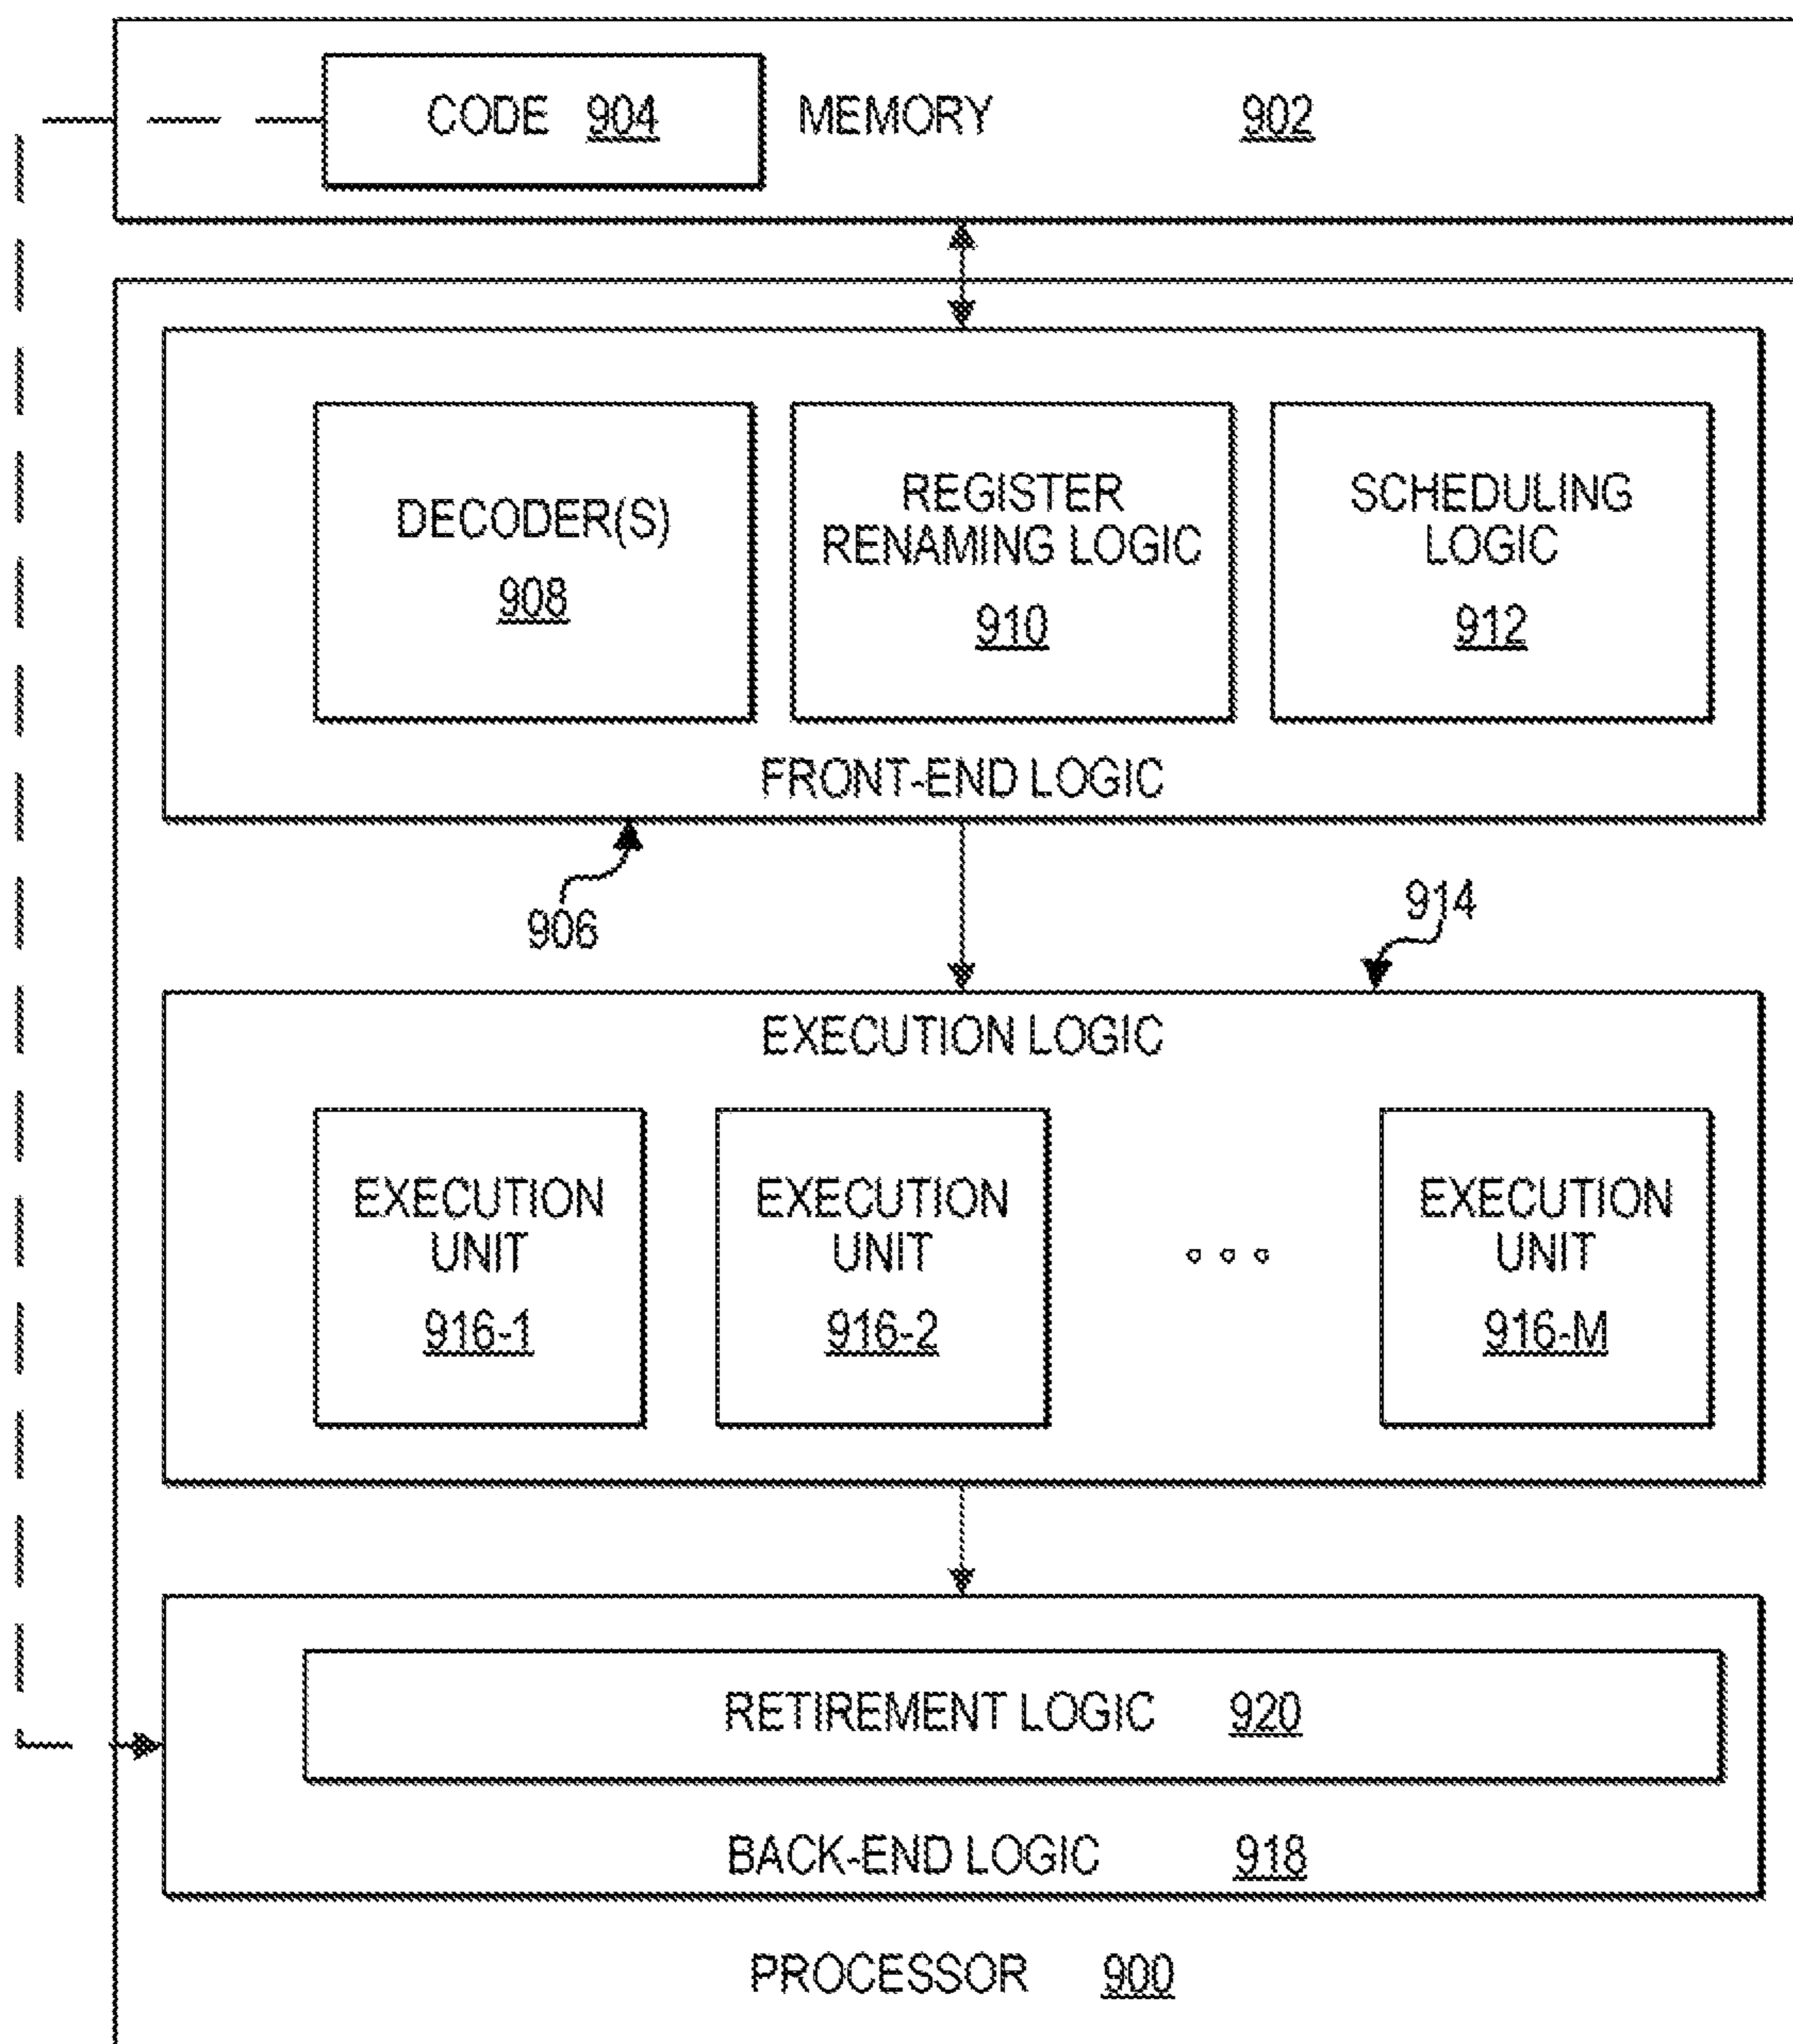 CODE 904 MEMORY 902
DECODER(S)
908
REGISTER
RENAMING LOGIC
910
SCHEDULING
LOGIC
912
FRONT-END LOGIC
906
914
EXECUTION LOGIC
EXECUTION
UNIT
916-1
EXECUTION
UNIT
916-2
EXECUTION
UNIT
916-M
RETIREMENT LOGIC 920
BACK-END LOGIC 918
PROCESSOR 900